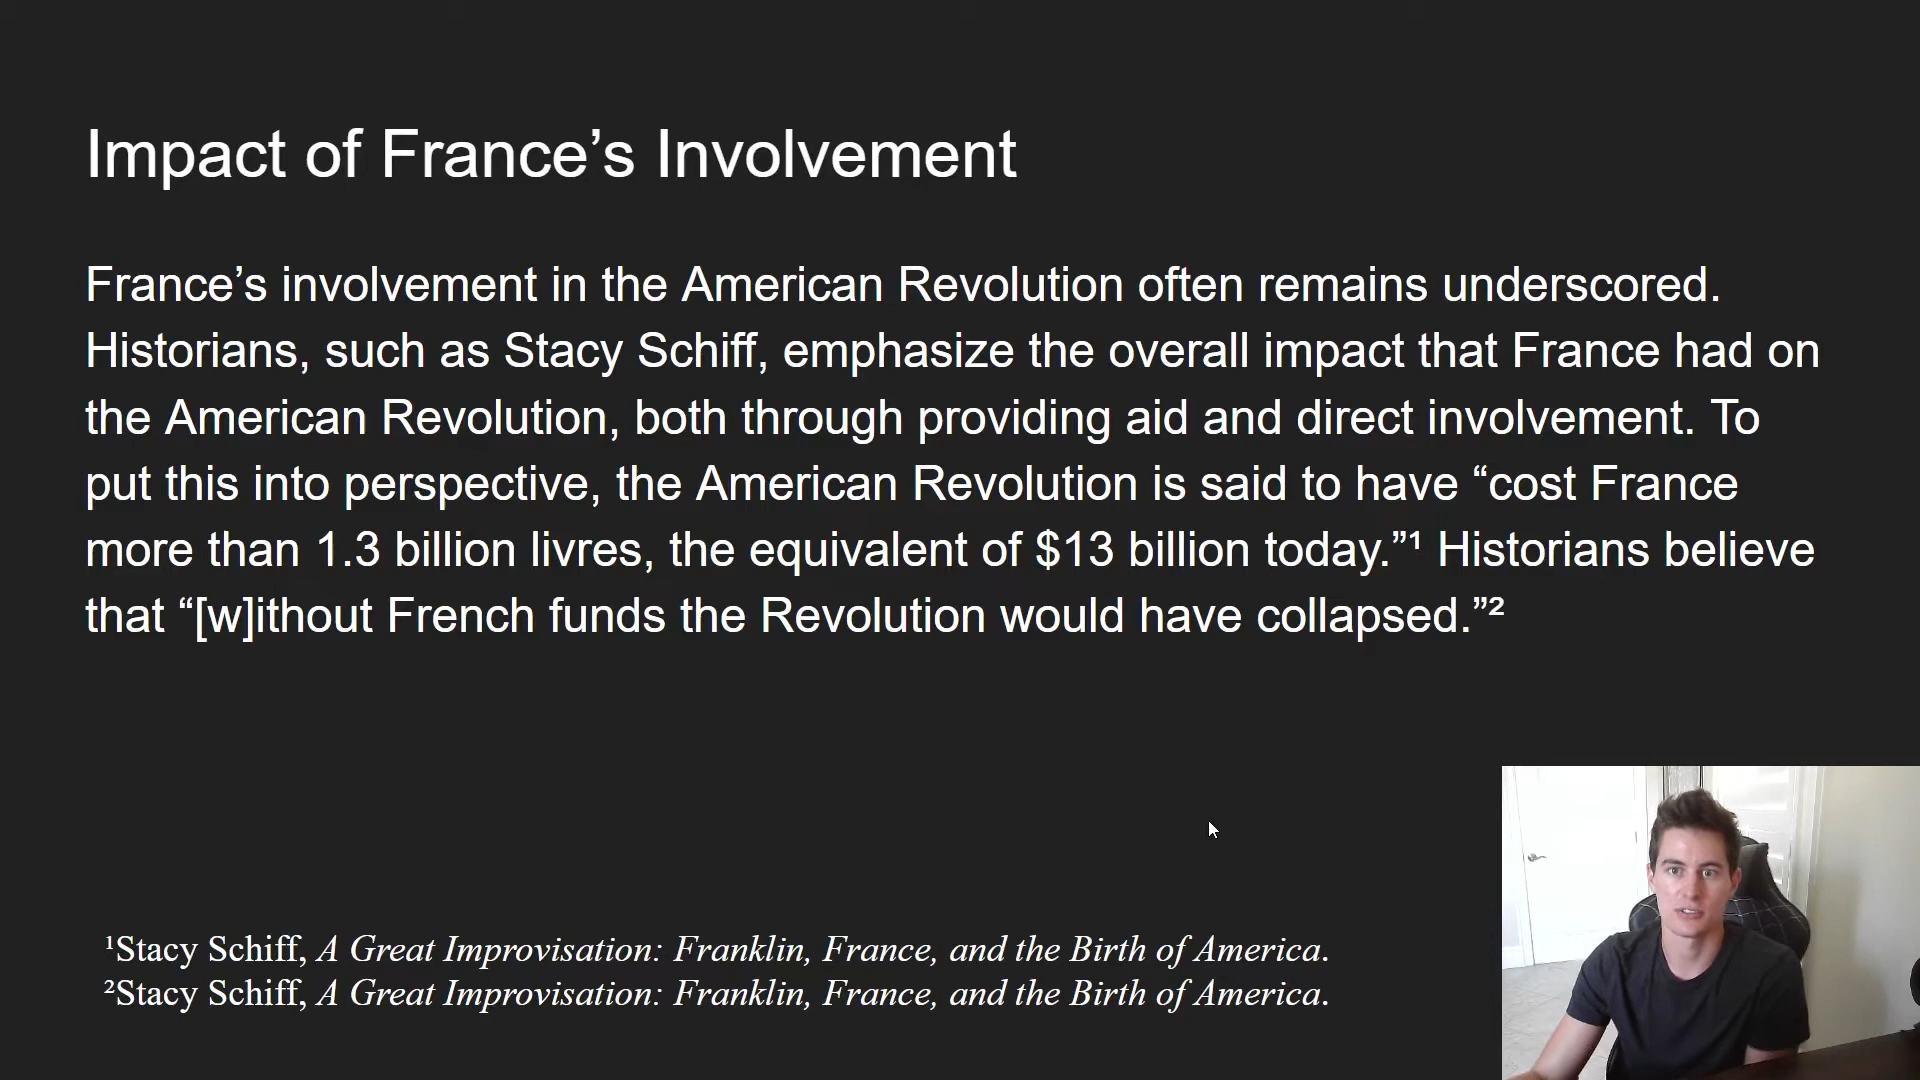 Impact of France’s Involvement
France’s involvement in the American Revolution often remains underscored.
Historians, such as Stacy Schiff, emphasize the overall impact that France had on
the American Revolution, both through providing aid and direct involvement. To
put this into perspective, the American Revolution is said to have “cost France
more than 1.3 billion livres, the equivalent of $13 billion today.”¹ Historians believe
that “[w]ithout French funds the Revolution would have collapsed.”²
¹Stacy Schiff, A Great Improvisation: Franklin, France, and the Birth of America.
²Stacy Schiff, A Great Improvisation: Franklin, France, and the Birth of America.